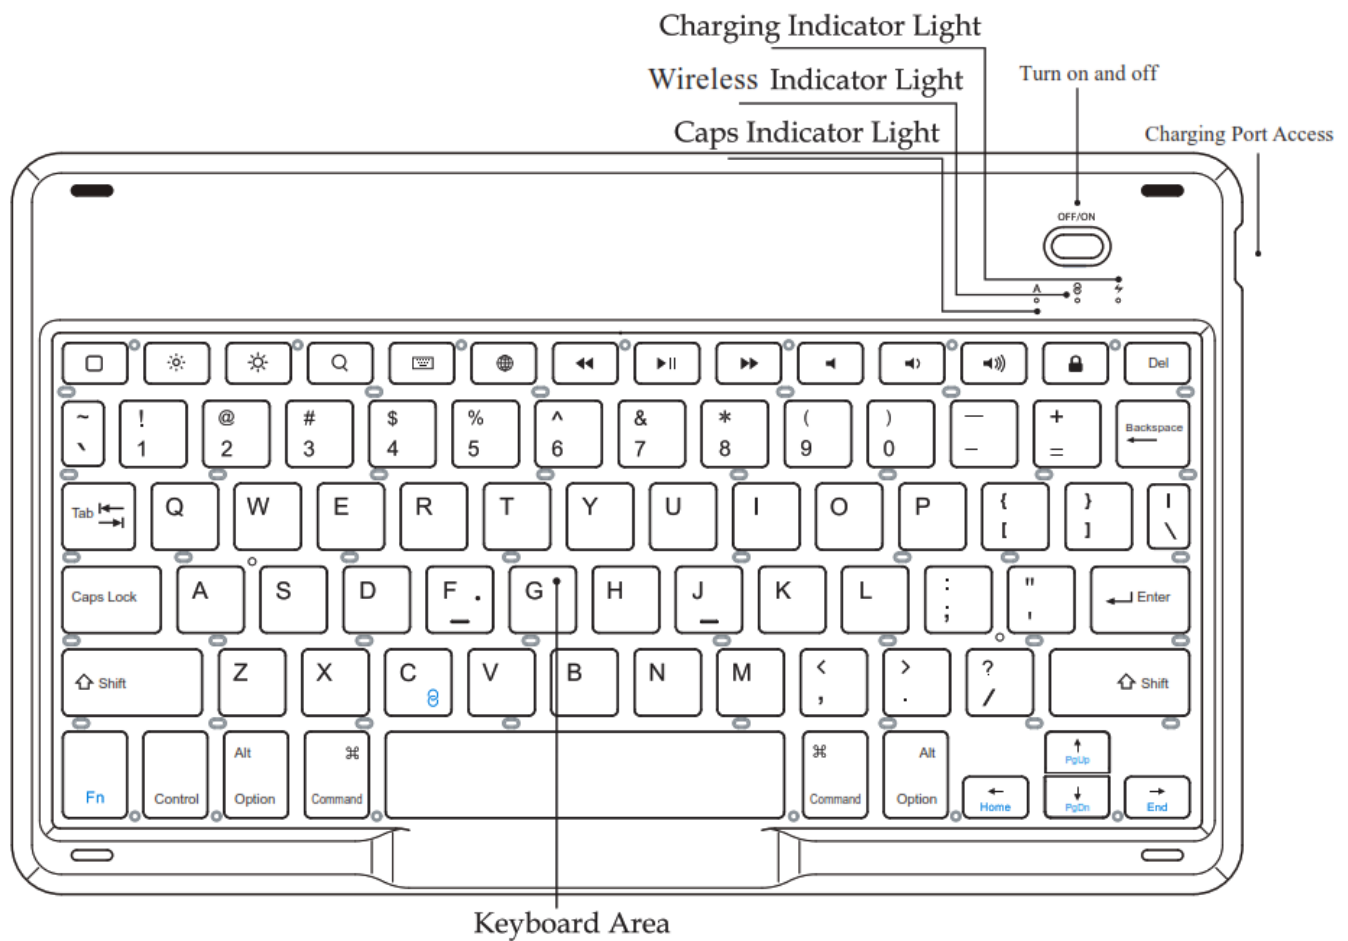 Charging Indicator Light
Wireless Indicator Light
Turn on and off
Caps Indicator Light
Charging Port Access
OFF/ON
A
Del
~ ! @ # $ % ^ & * ( ) — +
` 1 2 3 4 5 6 7 8 9 0 – = Backspace
Tab Q W E R T Y U I O P { [ } ] | \
Caps Lock A S D F . G H J K L : ; " ' Enter
Shift Z X C V B N M < , > . ? / Shift
Alt ⌘ ⌘ Alt PgUp
Fn Control Option Command Command Option Home PgDn End
Keyboard Area